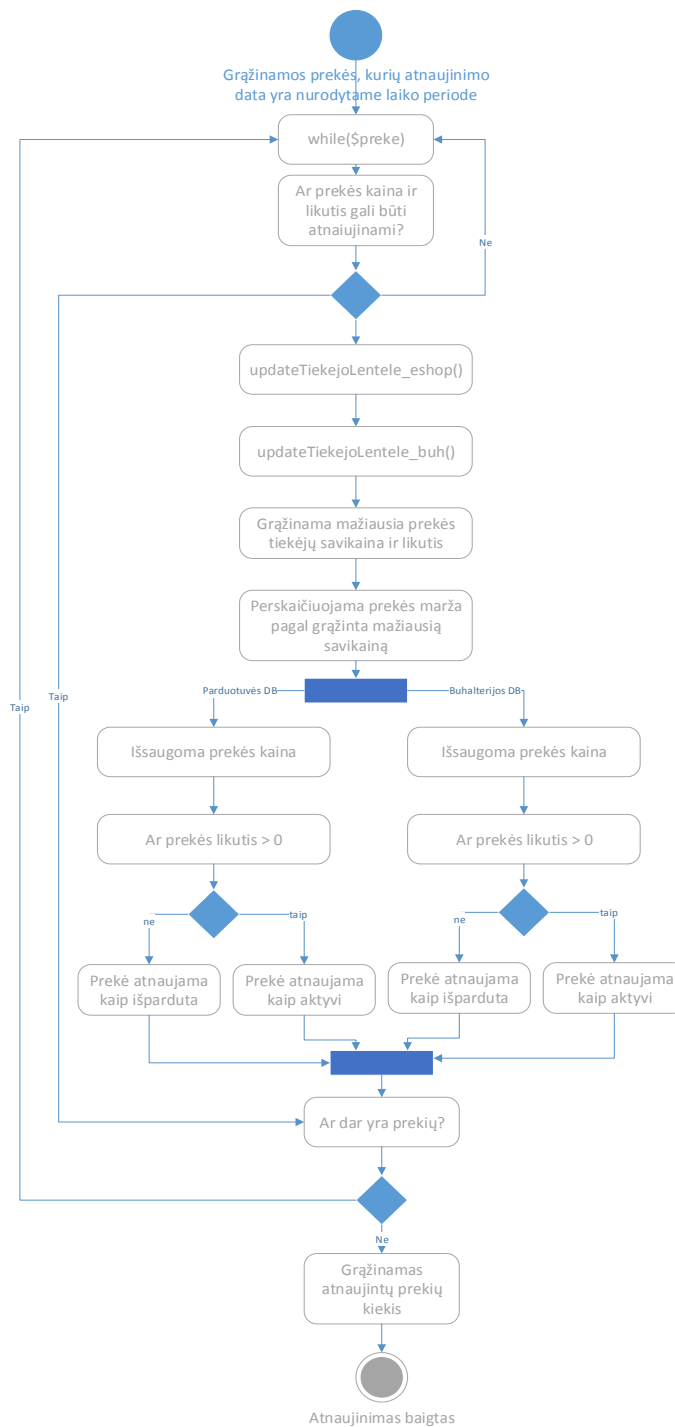 Grąžinamos prekės, kurių atnaujinimo
data yra nurodytame laiko periode
while($preke)
Ar prekės kaina ir
likutis gali būti
atnaiujinami?
Ne
updateTiekejoLentele_eshop()
updateTiekejoLentele_buh()
Grąžinama mažiausia prekės
tiekėjų savikaina ir likutis
Perskaičiuojama prekės marža
pagal grąžinta mažiausią
savikainą
Taip
Taip
Parduotuvės DB
Buhalterijos DB
Išsaugoma prekės kaina
Išsaugoma prekės kaina
Ar prekės likutis > 0
Ar prekės likutis > 0
ne
taip
ne
taip
Prekė atnaujama
kaip išparduta
Prekė atnaujama
kaip aktyvi
Prekė atnaujama
kaip išparduta
Prekė atnaujama
kaip aktyvi
Ar dar yra prekių?
Ne
Grąžinamas
atnaujintų prekių
kiekis
Atnaujinimas baigtas